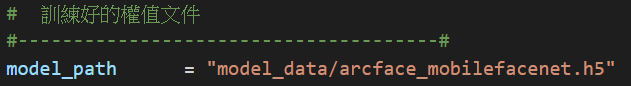 #  訓練好的權值文件
#--------------------------------------#
model_path      = "model_data/arcface_mobilefacenet.h5"